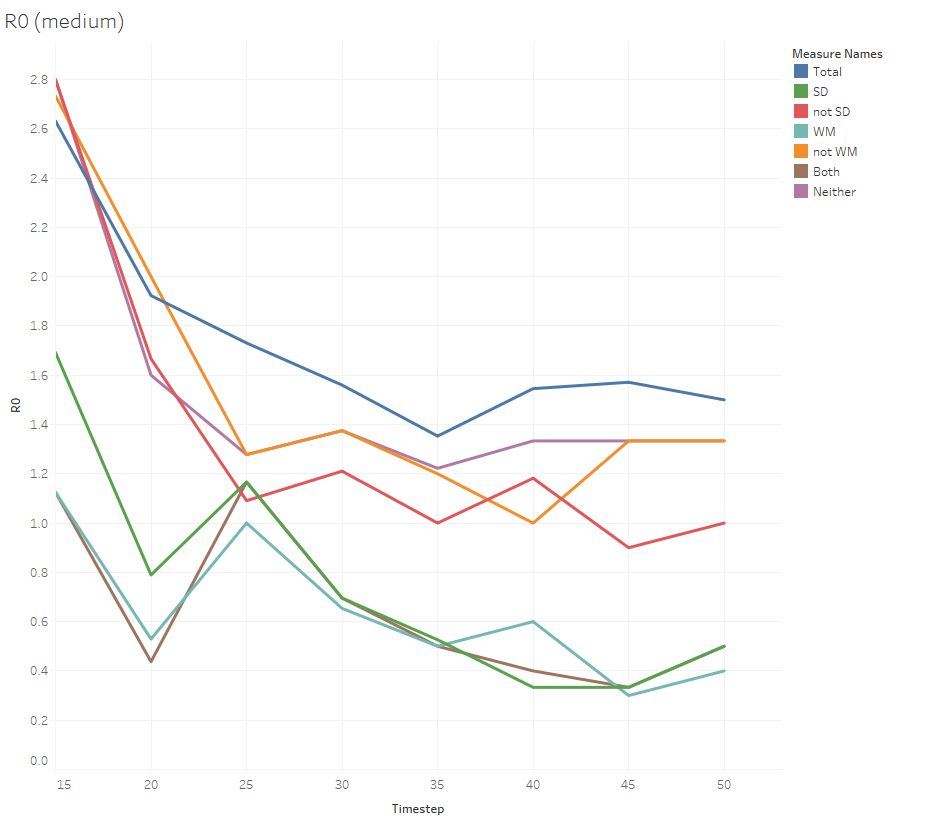 R0 (medium)
Measure Names
Total
SD
not SD
WM
not WM
Both
Neither
2.8
2.6
2.4
2.2
2.0
1.8
1.6
1.4
1.2
1.0
0.8
0.6
0.4
0.2
0.0
R0
15 20 25 30 35 40 45 50
Timestep